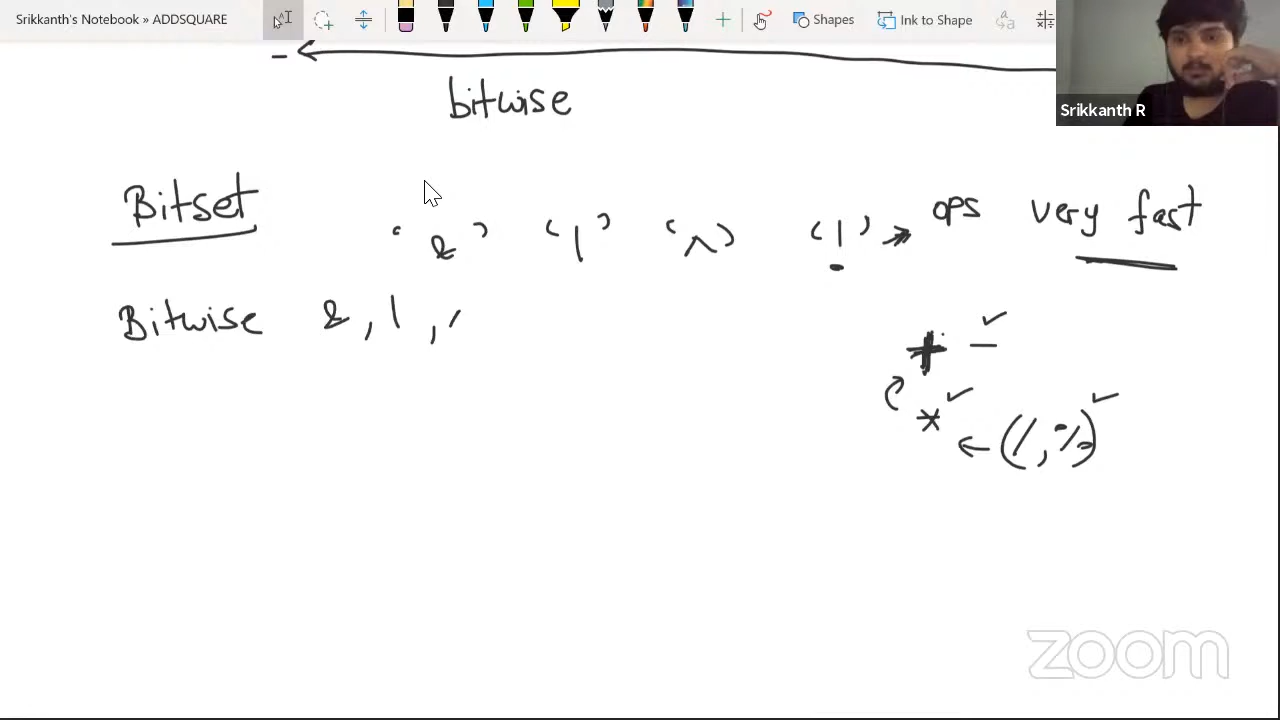 Srikkanth's Notebook » ADDSQUARE
Shapes
Ink to Shape
Srikkanth R
bitwise
Bitset ‘&’ ‘|’ ‘^’ ‘!’ → ops very fast
Bitwise &, |,
+ -
*
← (/, %)
zoom